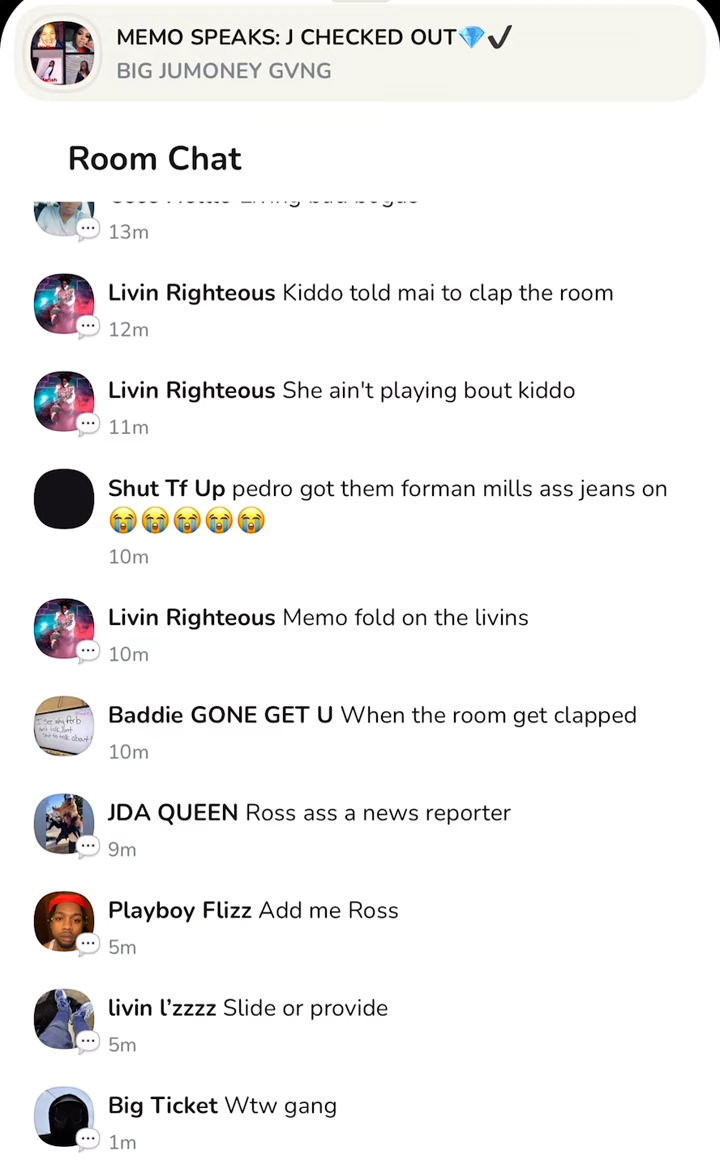 MEMO SPEAKS: J CHECKED OUT💎✔️
BIG JUMONEY GVNG
Room Chat
13m
Livin Righteous Kiddo told mai to clap the room
12m
Livin Righteous She ain't playing bout kiddo
11m
Shut Tf Up pedro got them forman mills ass jeans on
😭😭😭😭😭
10m
Livin Righteous Memo fold on the livins
10m
Baddie GONE GET U When the room get clapped
10m
JDA QUEEN Ross ass a news reporter
9m
Playboy Flizz Add me Ross
5m
livin l'zzzz Slide or provide
5m
Big Ticket Wtw gang
1m